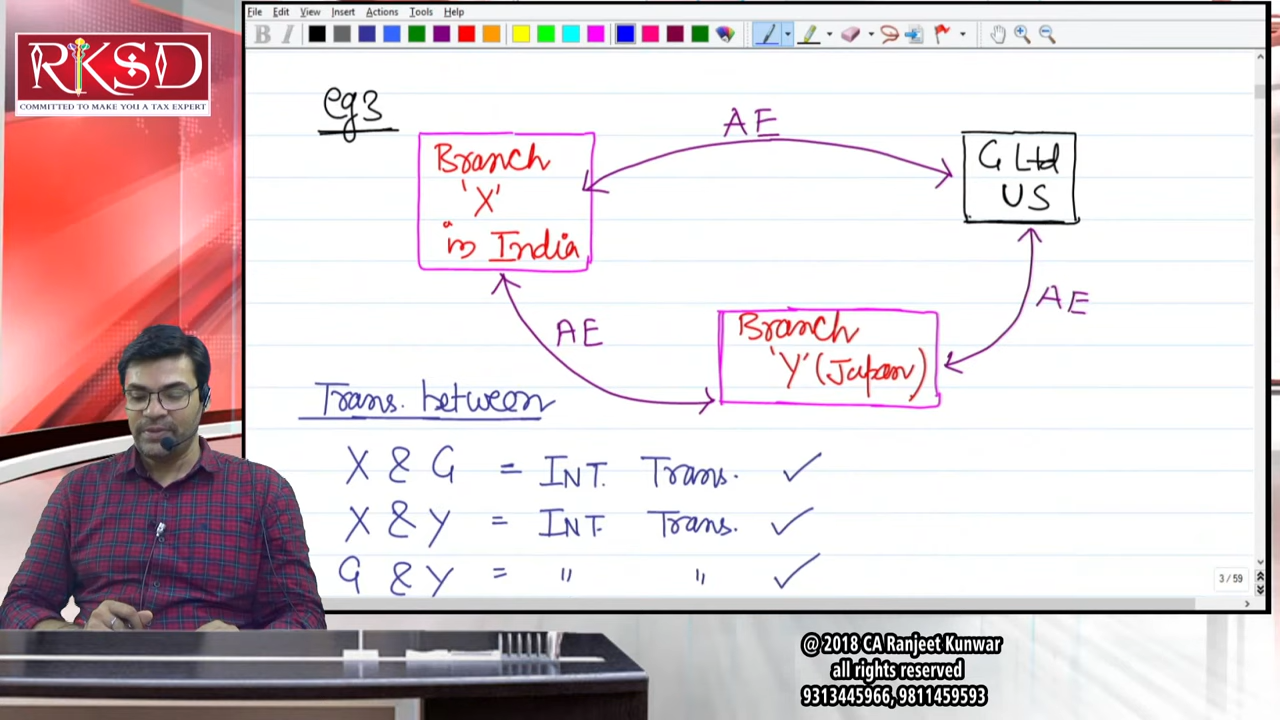 File Edit View Insert Actions Tools Help
B I
RKSD
COMMITTED TO MAKE YOU A TAX EXPERT
eg3
AE
Branch
'X'
in India
G Ltd
US
AE
AE
Branch
'Y' (Japan)
Trans. between
X & G = INT. Trans. ✓
X & Y = INT. Trans. ✓
G & Y = " " ✓
3 / 59
@ 2018 CA Ranjeet Kunwar
all rights reserved
9313445966, 9811459593